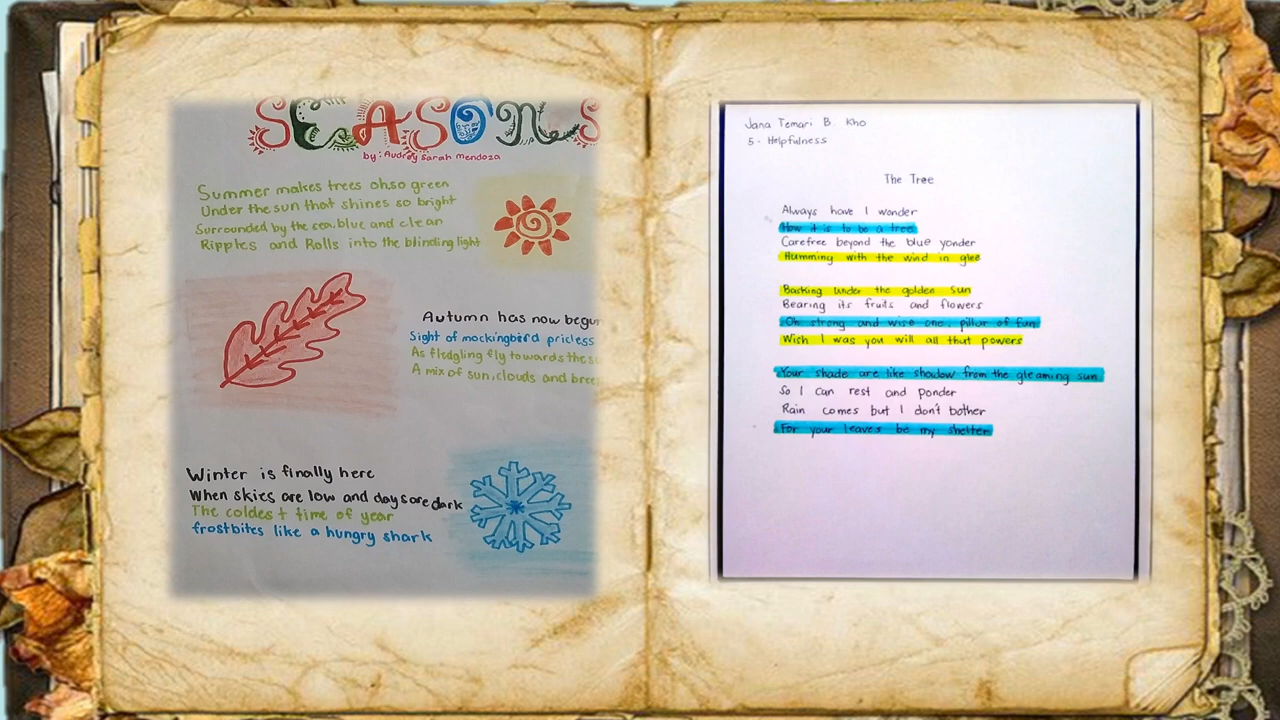 SEASONS
by: Audrey Sarah Mendoza
Summer makes trees oh so green
Under the sun that shines so bright
Surrounded by the sea, blue and clean
Ripples and Rolls into the blinding light
Autumn has now begun
Sight of mockingbird pricless
As fledgling fly towards the
A mix of sun, clouds and
Winter is finally here
When skies are low and days are dark
The coldest time of year
frostbites like a hungry shark
Jana Temari B. Kho
5 - Helpfulness
The Tree
Always have I wonder
How it is to be a tree
Carefree beyond the blue yonder
Humming with the wind in glee
Basking under the golden sun
Bearing its fruits and flowers
Oh strong and wise one, pillar of fun
Wish I was you will all that powers
Your shade are like shadow from the gleaming sun
So I can rest and ponder
Rain comes but I don't bother
For your leaves be my shelter